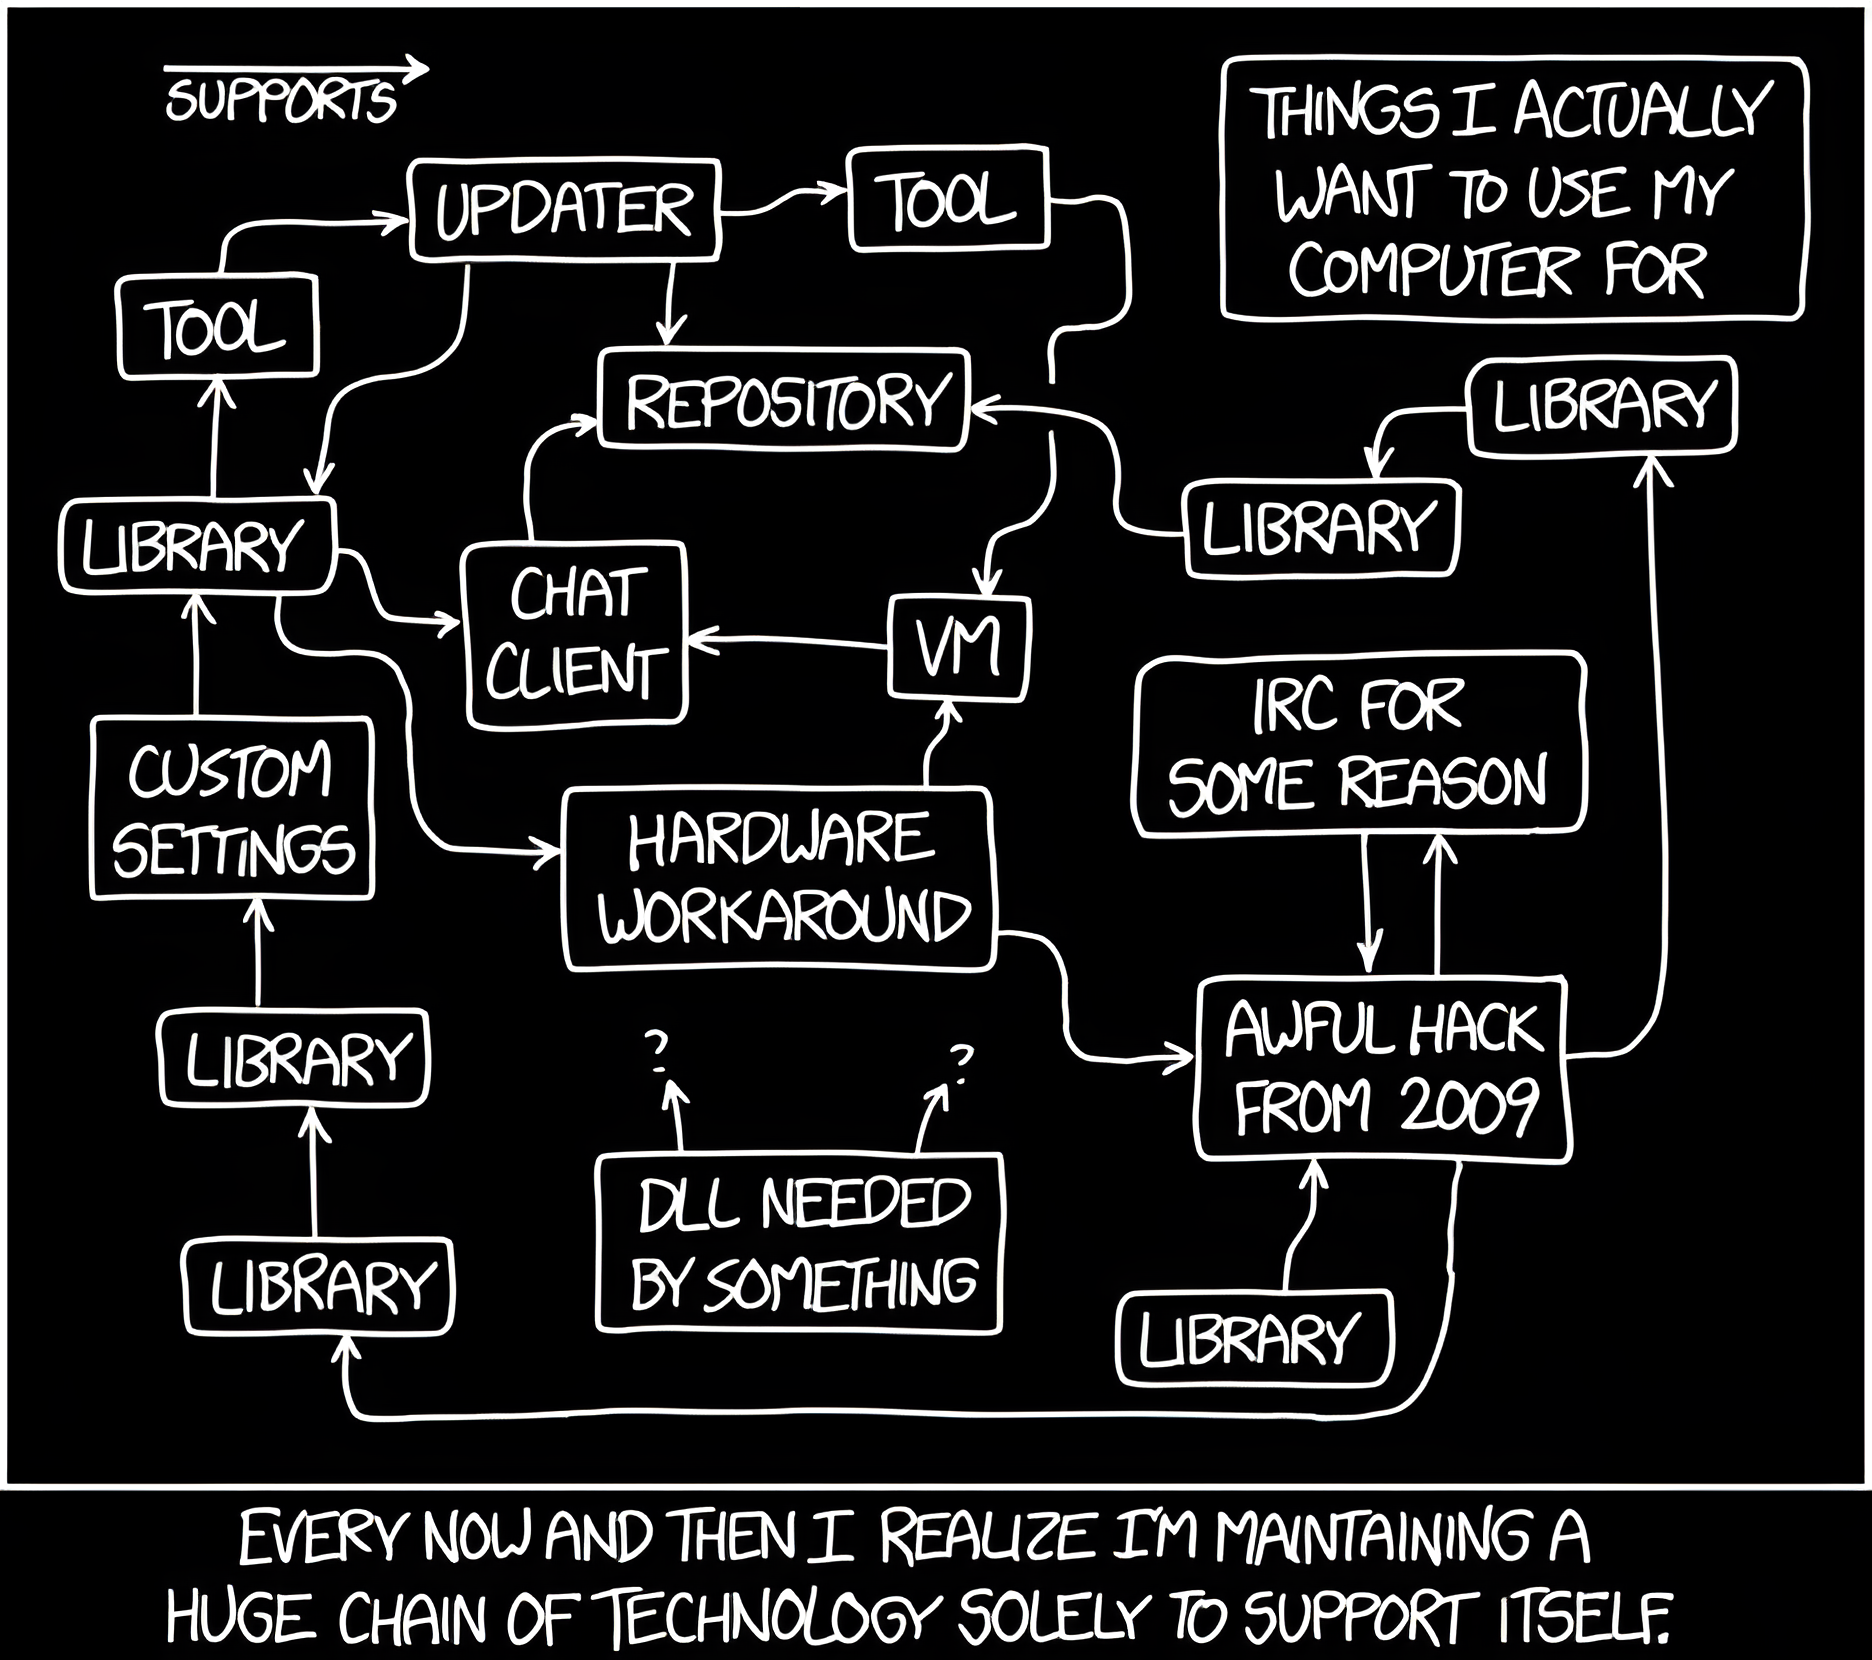 SUPPORTS
THINGS I ACTUALLY
WANT TO USE MY
COMPUTER FOR
UPDATER
TOOL
TOOL
REPOSITORY
LIBRARY
LIBRARY
LIBRARY
CHAT
CLIENT
VM
IRC FOR
SOME REASON
CUSTOM
SETTINGS
HARDWARE
WORKAROUND
LIBRARY
AWFUL HACK
FROM 2009
?
?
DLL NEEDED
BY SOMETHING
LIBRARY
LIBRARY
EVERY NOW AND THEN I REALIZE I'M MAINTAINING A
HUGE CHAIN OF TECHNOLOGY SOLELY TO SUPPORT ITSELF.